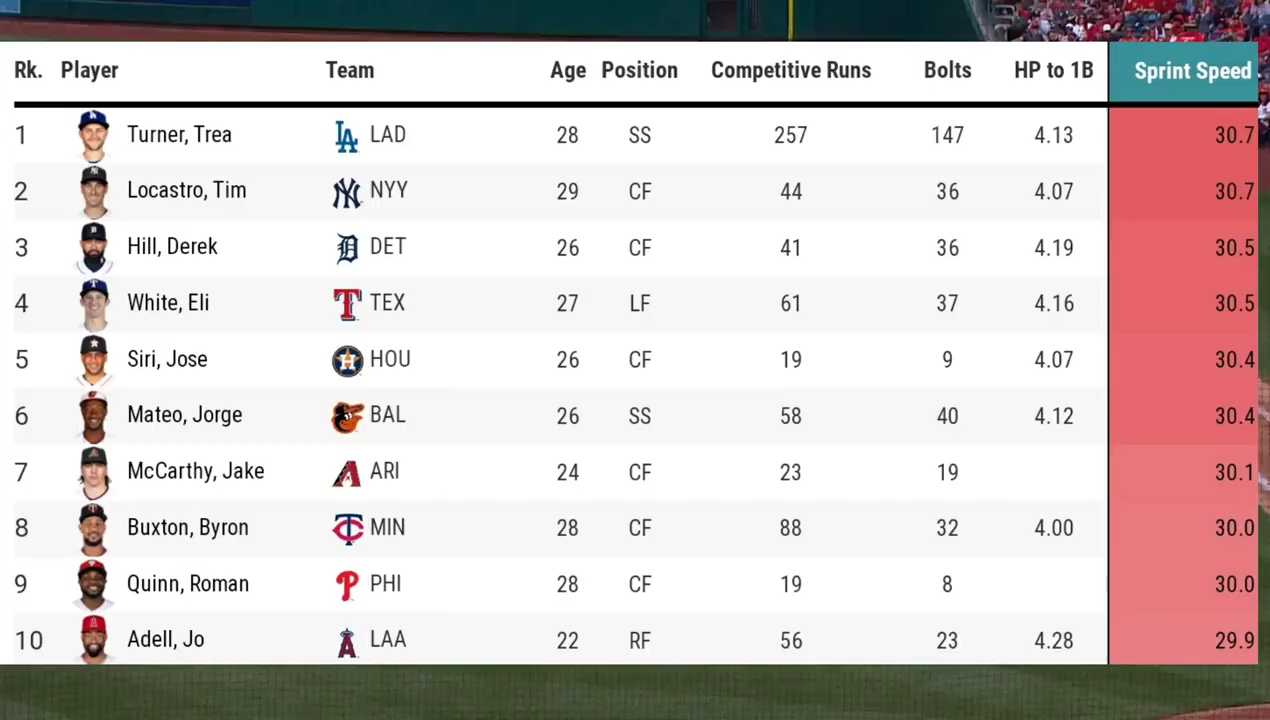 Rk. Player Team Age Position Competitive Runs Bolts HP to 1B Sprint Speed
1 Turner, Trea LAD 28 SS 257 147 4.13 30.7
2 Locastro, Tim NYY 29 CF 44 36 4.07 30.7
3 Hill, Derek DET 26 CF 41 36 4.19 30.5
4 White, Eli TEX 27 LF 61 37 4.16 30.5
5 Siri, Jose HOU 26 CF 19 9 4.07 30.4
6 Mateo, Jorge BAL 26 SS 58 40 4.12 30.4
7 McCarthy, Jake ARI 24 CF 23 19 30.1
8 Buxton, Byron MIN 28 CF 88 32 4.00 30.0
9 Quinn, Roman PHI 28 CF 19 8 30.0
10 Adell, Jo LAA 22 RF 56 23 4.28 29.9